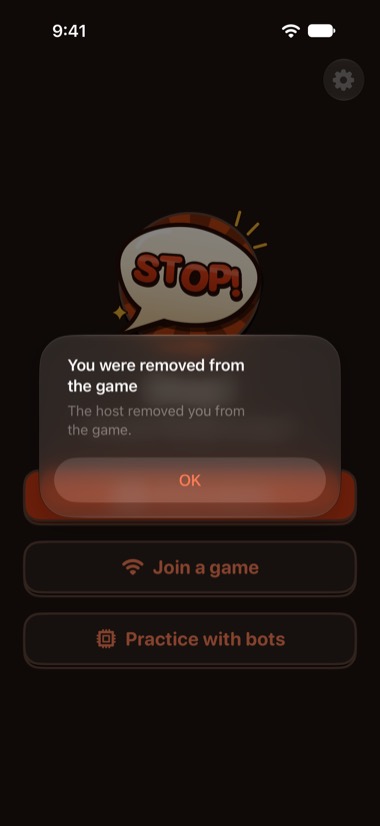 9:41
STOP!
You were removed from
the game
The host removed you from
the game.
OK
Join a game
Practice with bots